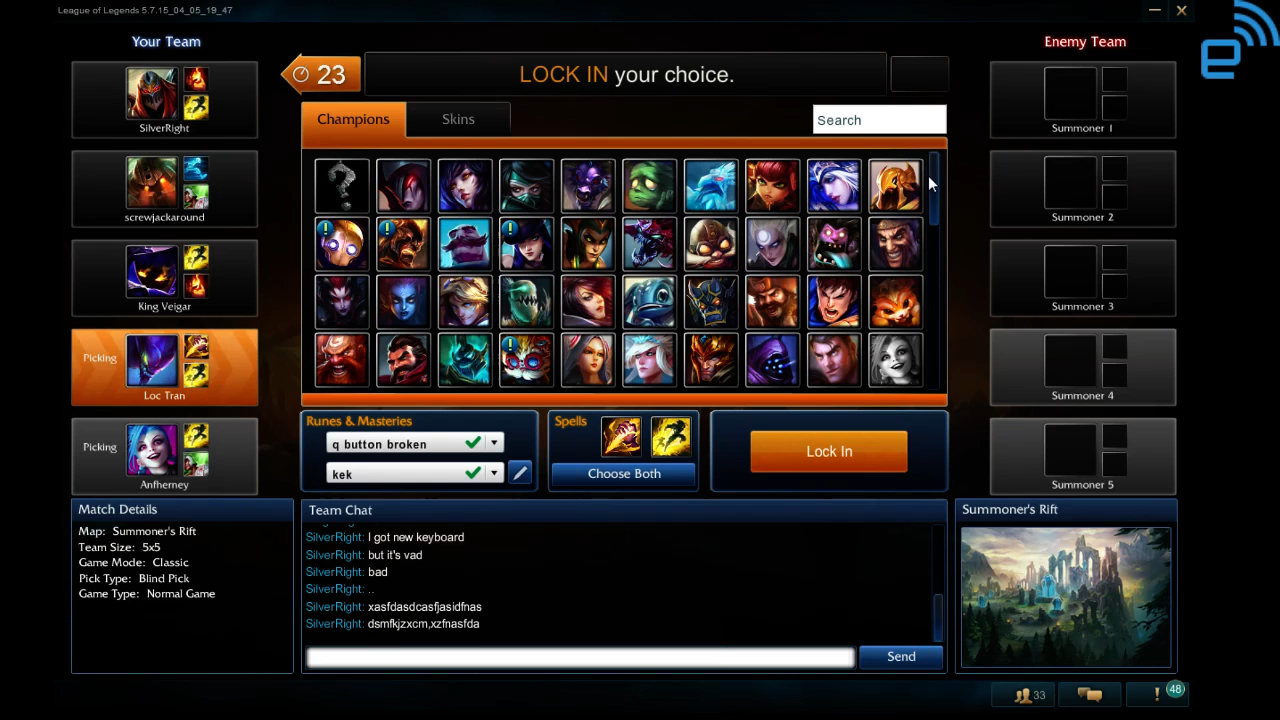 League of Legends 5.7.15_04_05_19_47
Your Team
Enemy Team
23
LOCK IN your choice.
Champions
Skins
Search
SilverRight
screwjackaround
King Veigar
Picking
Loc Tran
Picking
Anfherney
Summoner 1
Summoner 2
Summoner 3
Summoner 4
Summoner 5
Runes & Masteries
q button broken
kek
Spells
Choose Both
Lock In
Match Details
Map: Summoner's Rift
Team Size: 5x5
Game Mode: Classic
Pick Type: Blind Pick
Game Type: Normal Game
Team Chat
SilverRight: I got new keyboard
SilverRight: but it's vad
SilverRight: bad
SilverRight: ..
SilverRight: xasfdasdcasfjasidfnas
SilverRight: dsmfkjzxcm,xzfnasfda
Send
Summoner's Rift
33
48